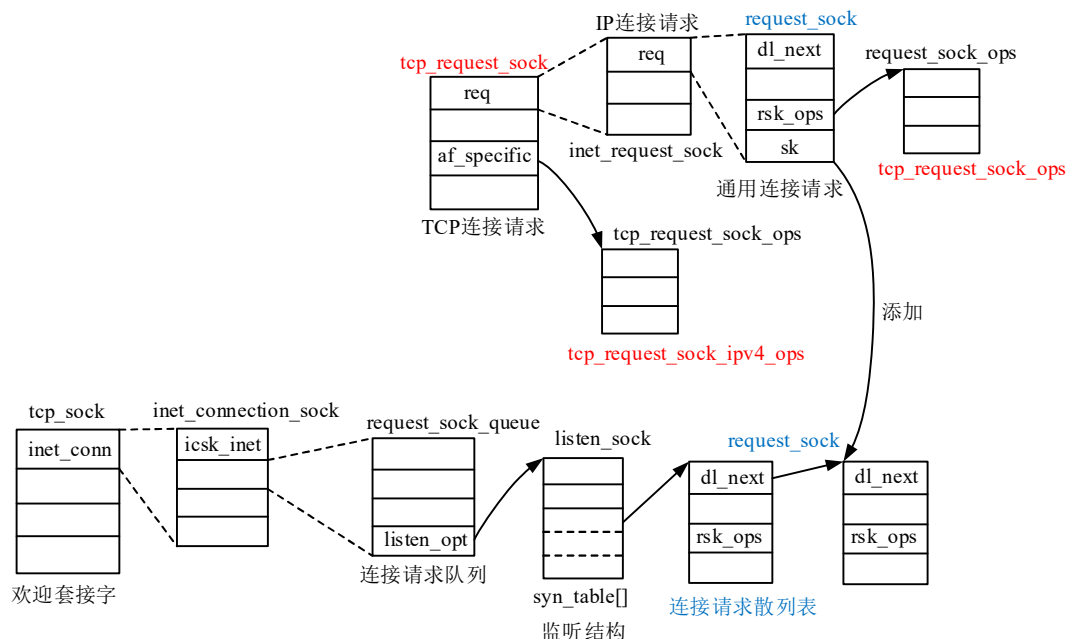 IP连接请求
request_sock
tcp_request_sock
req
dl_next
request_sock_ops
req
rsk_ops
af_specific
inet_request_sock
sk
tcp_request_sock_ops
通用连接请求
TCP连接请求
tcp_request_sock_ops
添加
tcp_request_sock_ipv4_ops
tcp_sock
inet_connection_sock
request_sock_queue
listen_sock
request_sock
inet_conn
icsk_inet
dl_next
dl_next
listen_opt
rsk_ops
rsk_ops
欢迎套接字
连接请求队列
syn_table[]
连接请求散列表
监听结构